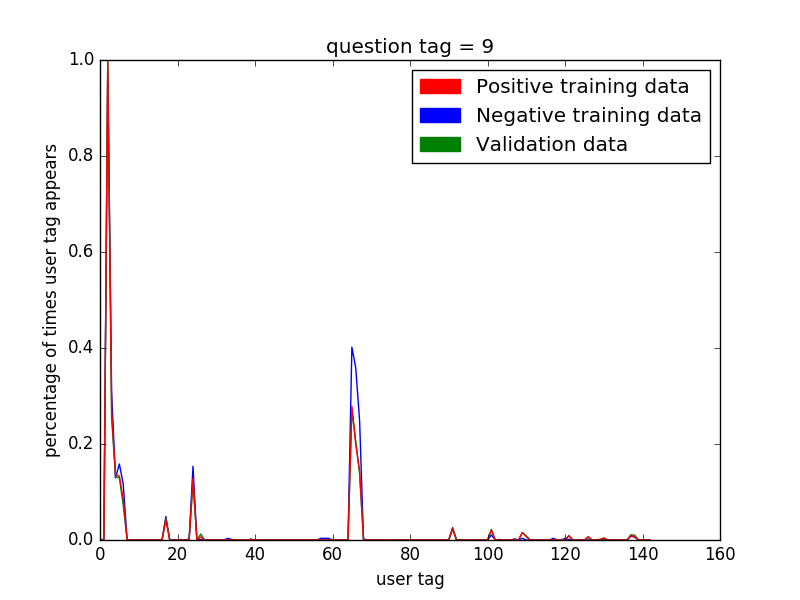 question tag = 9
Positive training data
Negative training data
Validation data
percentage of times user tag appears
1.0
0.8
0.6
0.4
0.2
0.0
0 20 40 60 80 100 120 140 160
user tag